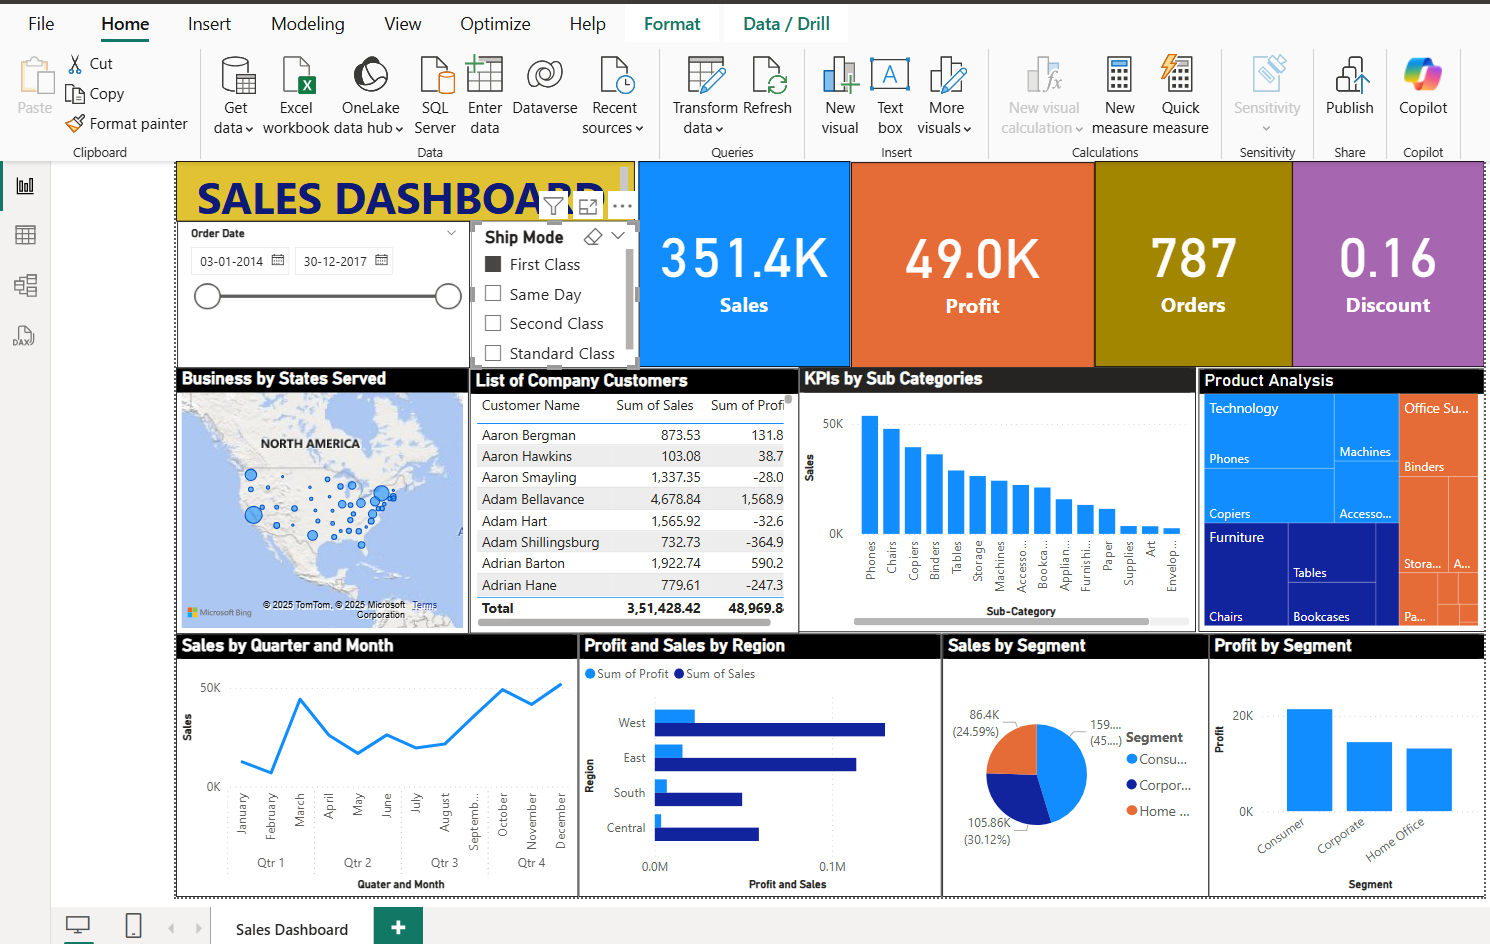 File Home Insert Modeling View Optimize Help Format Data / Drill
Paste
Cut
Copy
Format painter
Clipboard
Get data
Excel workbook
OneLake data hub
SQL Server
Enter data
Dataverse
Recent sources
Data
Transform data
Refresh
Queries
New visual
Text box
More visuals
Insert
New visual calculation
New measure
Quick measure
Calculations
Sensitivity
Sensitivity
Publish
Share
Copilot
Copilot
SALES DASHBOARD
Order Date
03-01-2014 30-12-2017
Ship Mode
First Class
Same Day
Second Class
Standard Class
351.4K
Sales
49.0K
Profit
787
Orders
0.16
Discount
Business by States Served
NORTH AMERICA
Microsoft Bing
© 2025 TomTom, © 2025 Microsoft Corporation Terms
List of Company Customers
Customer Name Sum of Sales Sum of Profi
Aaron Bergman 873.53 131.8
Aaron Hawkins 103.08 38.7
Aaron Smayling 1,337.35 -28.0
Adam Bellavance 4,678.84 1,568.9
Adam Hart 1,565.92 -32.6
Adam Shillingsburg 732.73 -364.9
Adrian Barton 1,922.74 590.2
Adrian Hane 779.61 -247.3
Total 3,51,428.42 48,969.8
KPIs by Sub Categories
50K
0K
Sales
Phones Chairs Copiers Binders Tables Storage Machines Accesso... Bookca... Applian... Furnishi... Paper Supplies Art Envelop...
Sub-Category
Product Analysis
Technology
Phones
Copiers
Machines
Accesso...
Furniture
Chairs
Tables
Bookcases
Office Su...
Binders
Stora...
A...
Pa...
Sales by Quarter and Month
50K
0K
Sales
January February March April May June July August Septemb... October November December
Qtr 1 Qtr 2 Qtr 3 Qtr 4
Quater and Month
Profit and Sales by Region
Sum of Profit Sum of Sales
Region
West
East
South
Central
0.0M 0.1M
Profit and Sales
Sales by Segment
86.4K
(24.59%)
159....
(45....)
105.86K
(30.12%)
Segment
Consu...
Corpor...
Home ...
Profit by Segment
20K
0K
Profit
Consumer Corporate Home Office
Segment
Sales Dashboard
DAX